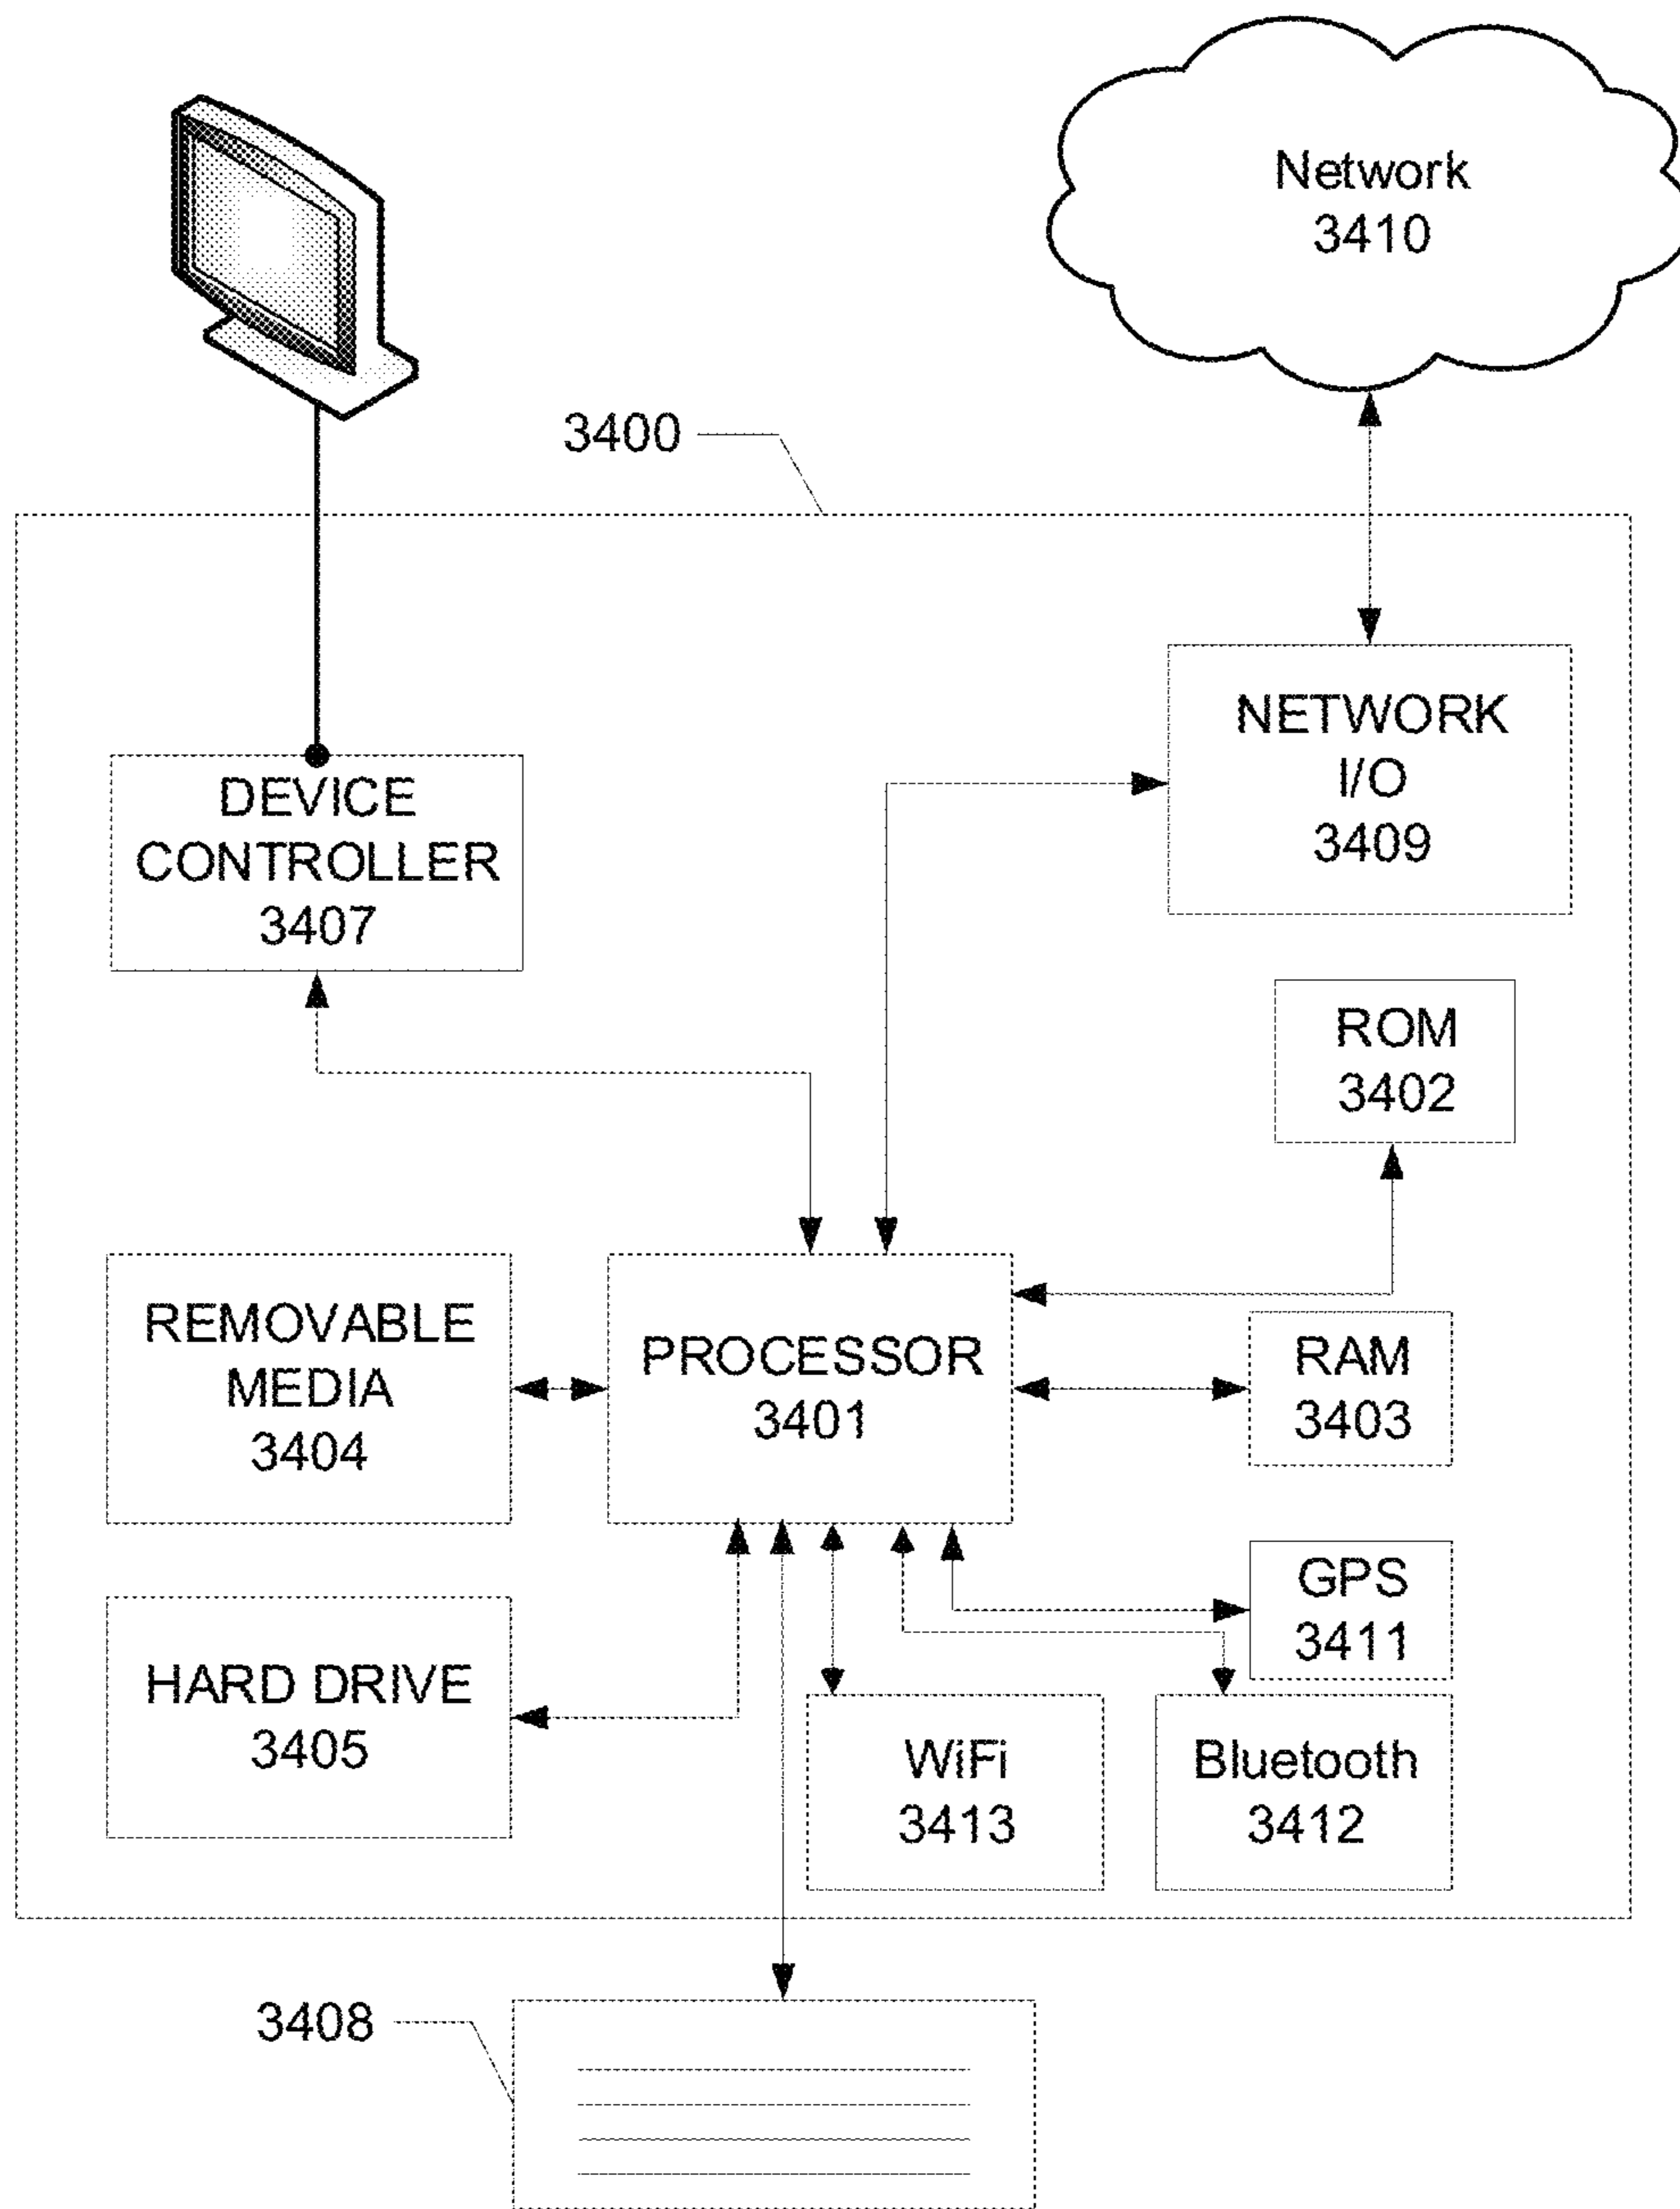 Network
3410
3400
DEVICE
CONTROLLER
3407
NETWORK
I/O
3409
ROM
3402
REMOVABLE
MEDIA
3404
PROCESSOR
3401
RAM
3403
GPS
3411
HARD DRIVE
3405
WiFi
3413
Bluetooth
3412
3408